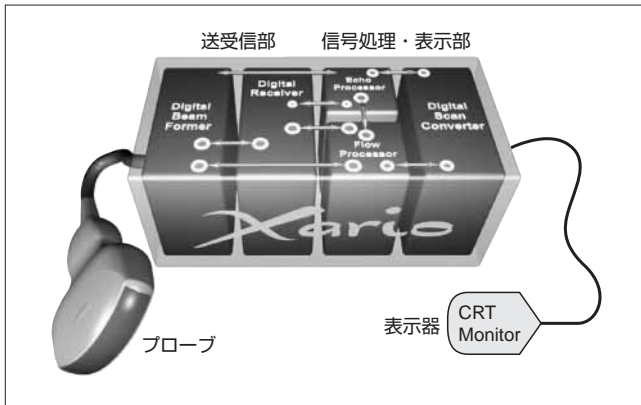 送受信部
信号処理・表示部
Digital
Beam
Former
Digital
Receiver
Echo
Processor
Flow
Processor
Digital
Scan
Converter
Xario
プローブ
表示器
CRT
Monitor